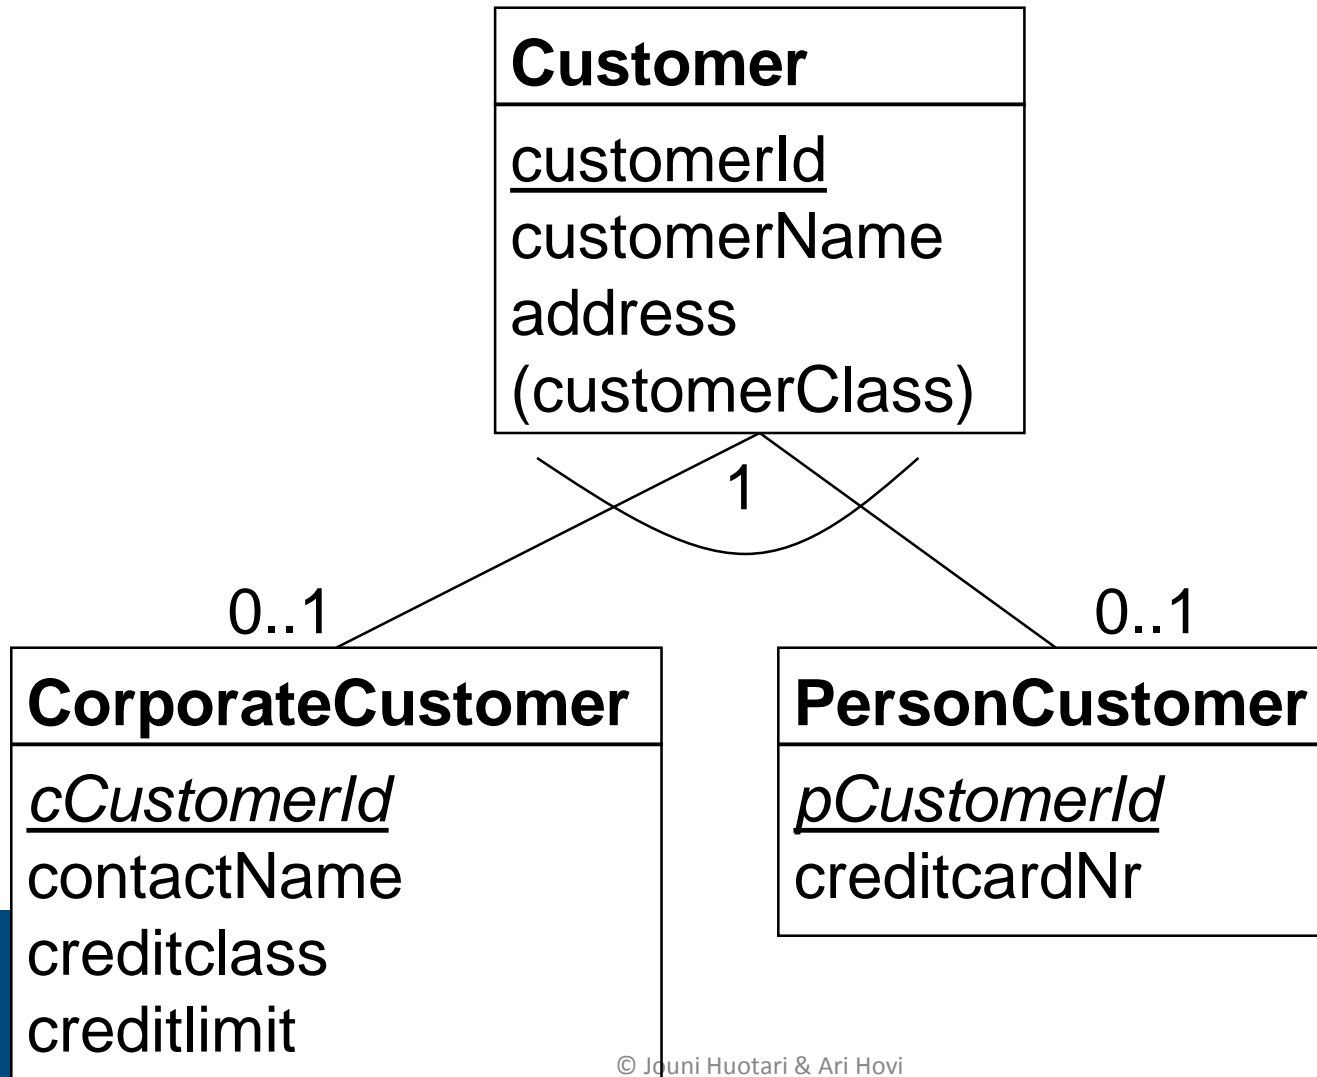 Customer
customerId
customerName
address
(customerClass)
1
0..1
0..1
CorporateCustomer
cCustomerId
contactName
creditclass
creditlimit
PersonCustomer
pCustomerId
creditcardNr
© Jouni Huotari & Ari Hovi